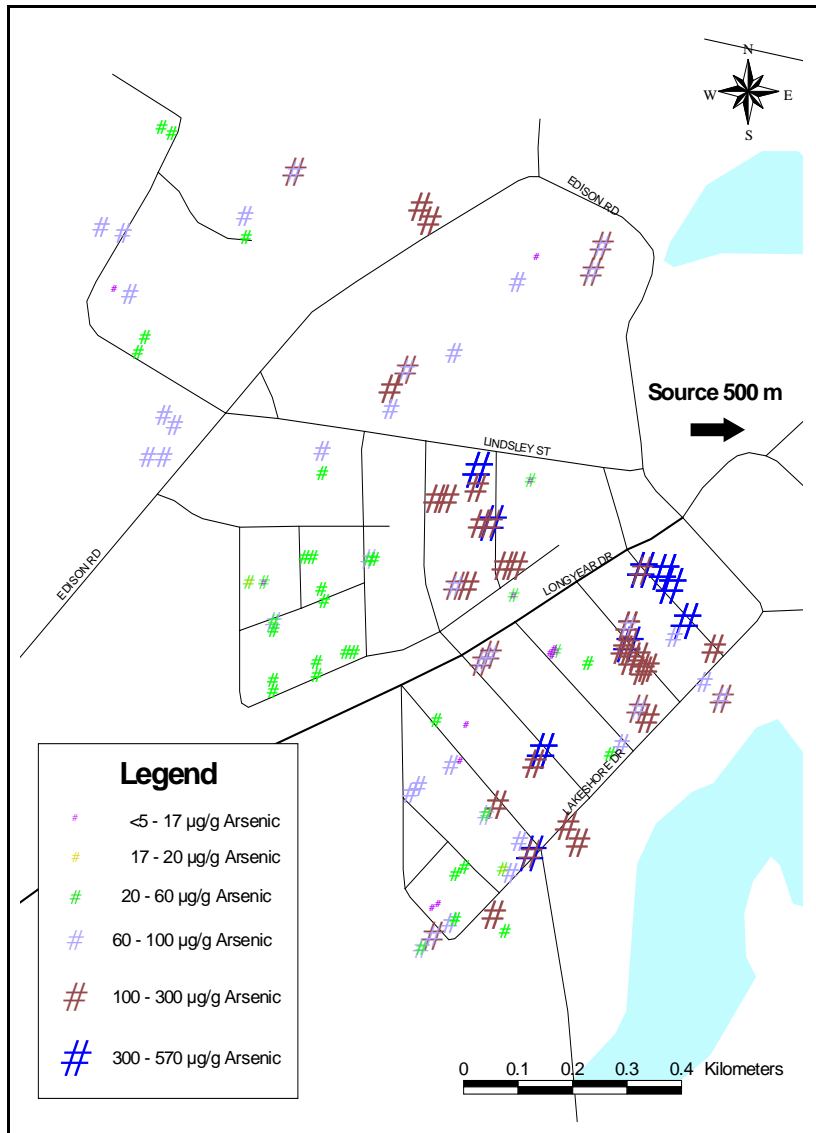 N
W E
S
EDISON RD
Source 500 m
LINDSLEY ST
EDISON RD
LONGYEAR DR
LAKESHORE DR
Legend
# <5 - 17 µg/g Arsenic
# 17 - 20 µg/g Arsenic
# 20 - 60 µg/g Arsenic
# 60 - 100 µg/g Arsenic
# 100 - 300 µg/g Arsenic
# 300 - 570 µg/g Arsenic
0 0.1 0.2 0.3 0.4 Kilometers